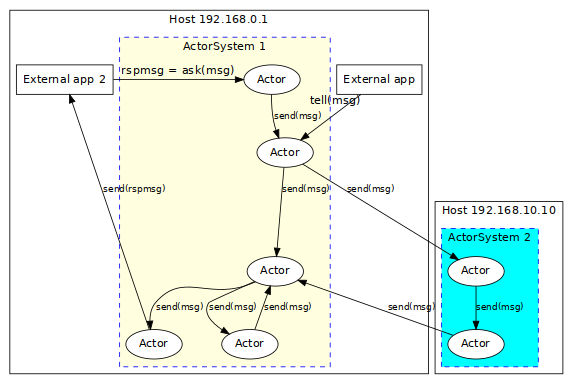 Host 192.168.0.1
ActorSystem 1
External app 2
rspmsg = ask(msg)
Actor
External app
tell(msg)
send(msg)
Actor
send(rspmsg)
send(msg)
send(msg)
Host 192.168.10.10
ActorSystem 2
Actor
Actor
send(msg)
send(msg)
send(msg)
send(msg)
send(msg)
Actor
Actor
Actor